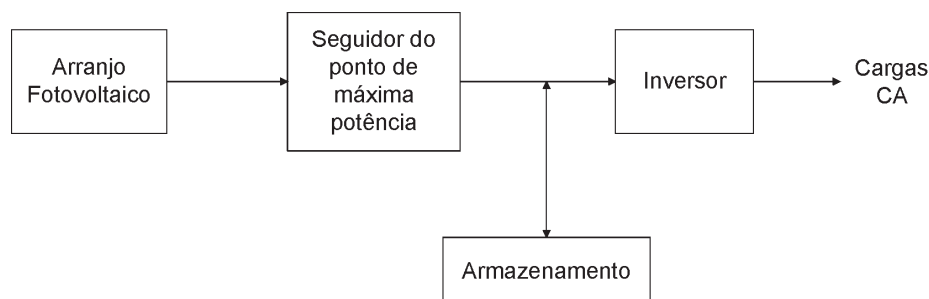 Arranjo
Fotovoltaico
Seguidor do
ponto de
máxima
potência
Inversor
Cargas
CA
Armazenamento